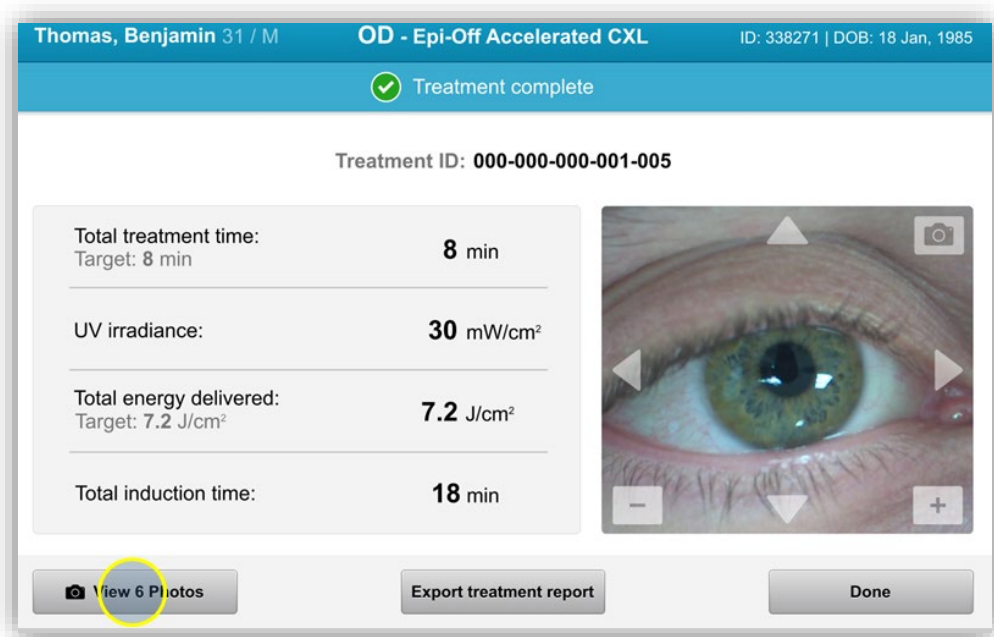 Thomas, Benjamin 31 / M OD - Epi-Off Accelerated CXL ID: 338271 | DOB: 18 Jan, 1985
Treatment complete
Treatment ID: 000-000-000-001-005
Total treatment time: 8 min
Target: 8 min
UV irradiance: 30 mW/cm²
Total energy delivered: 7.2 J/cm²
Target: 7.2 J/cm²
Total induction time: 18 min
View 6 Photos Export treatment report Done